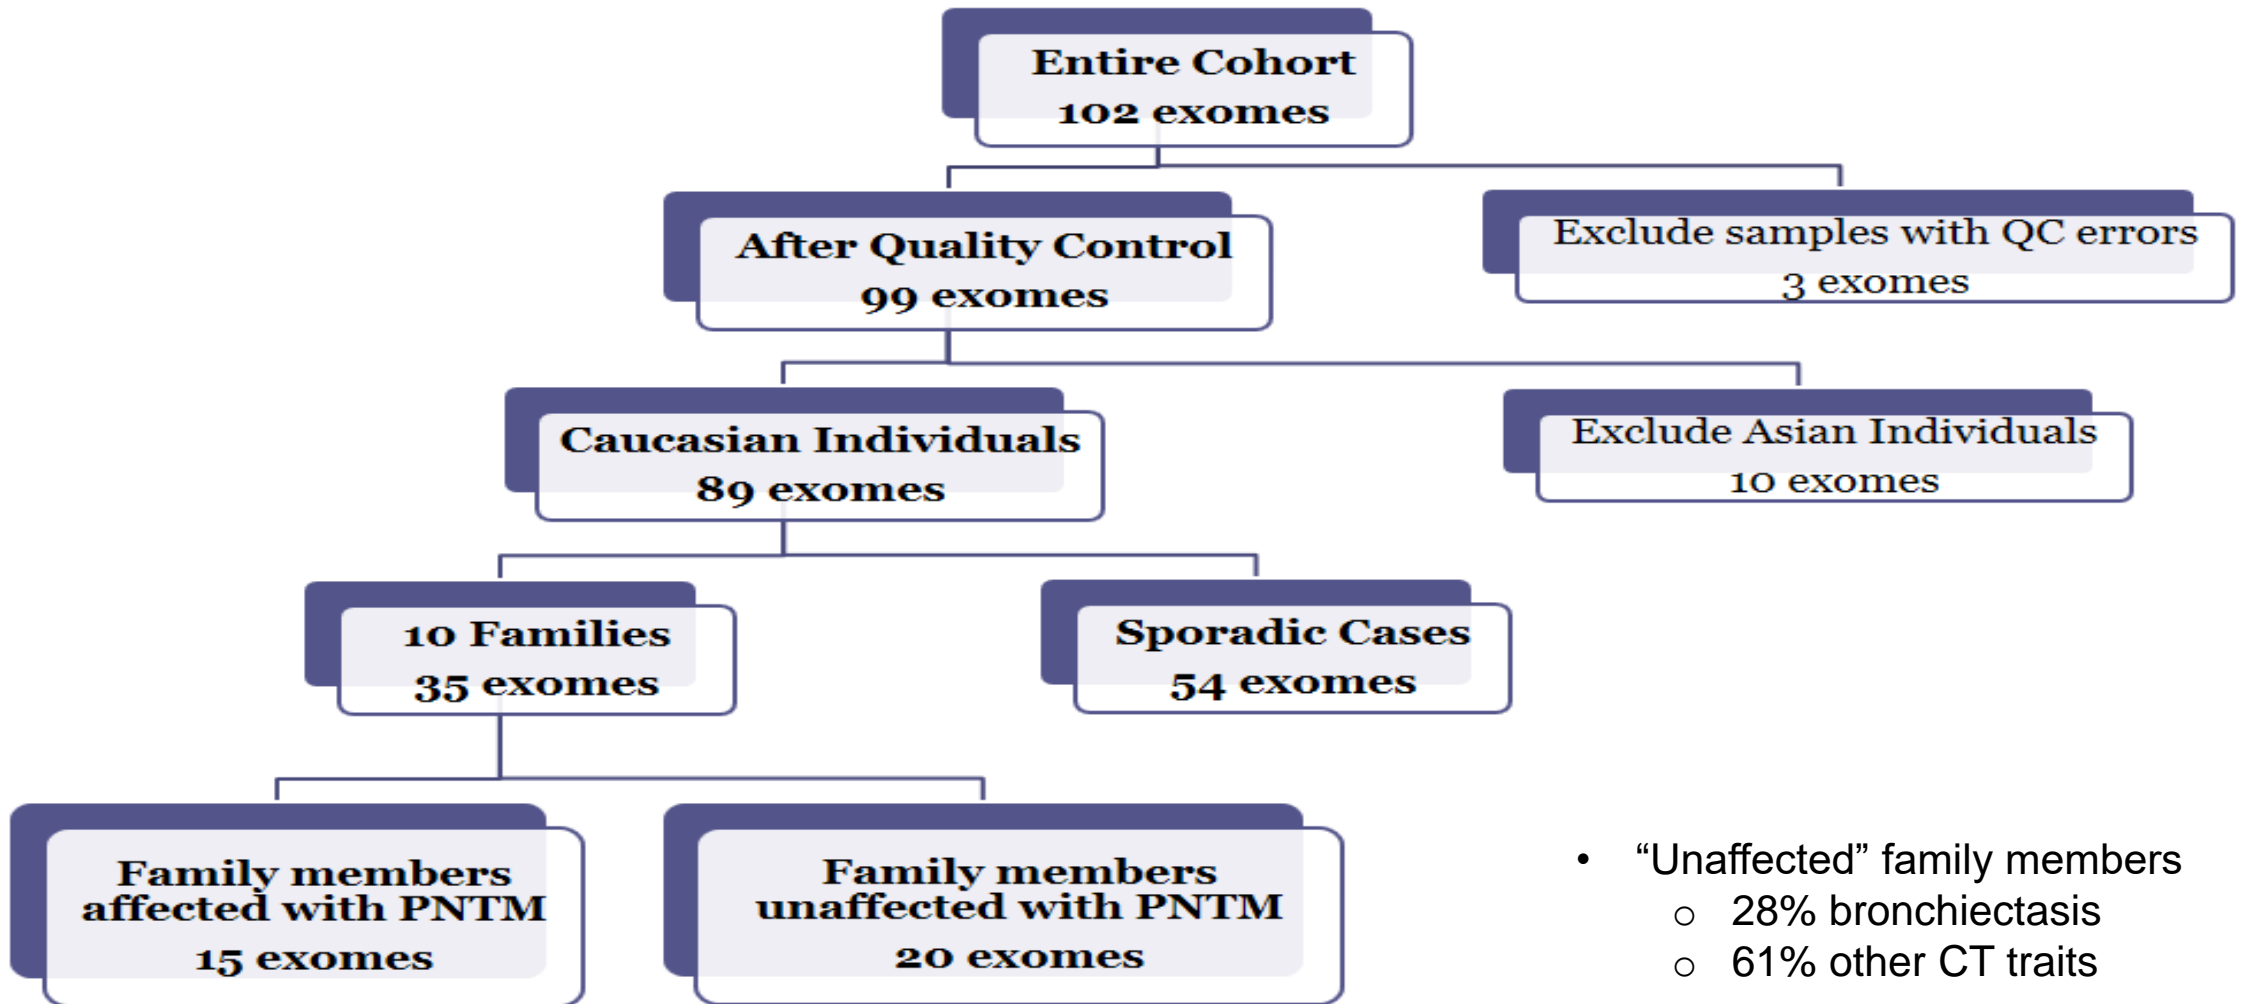 Entire Cohort
102 exomes
After Quality Control
99 exomes
Exclude samples with QC errors
3 exomes
Caucasian Individuals
89 exomes
Exclude Asian Individuals
10 exomes
10 Families
35 exomes
Sporadic Cases
54 exomes
Family members
affected with PNTM
15 exomes
Family members
unaffected with PNTM
20 exomes
• “Unaffected” family members
o 28% bronchiectasis
o 61% other CT traits